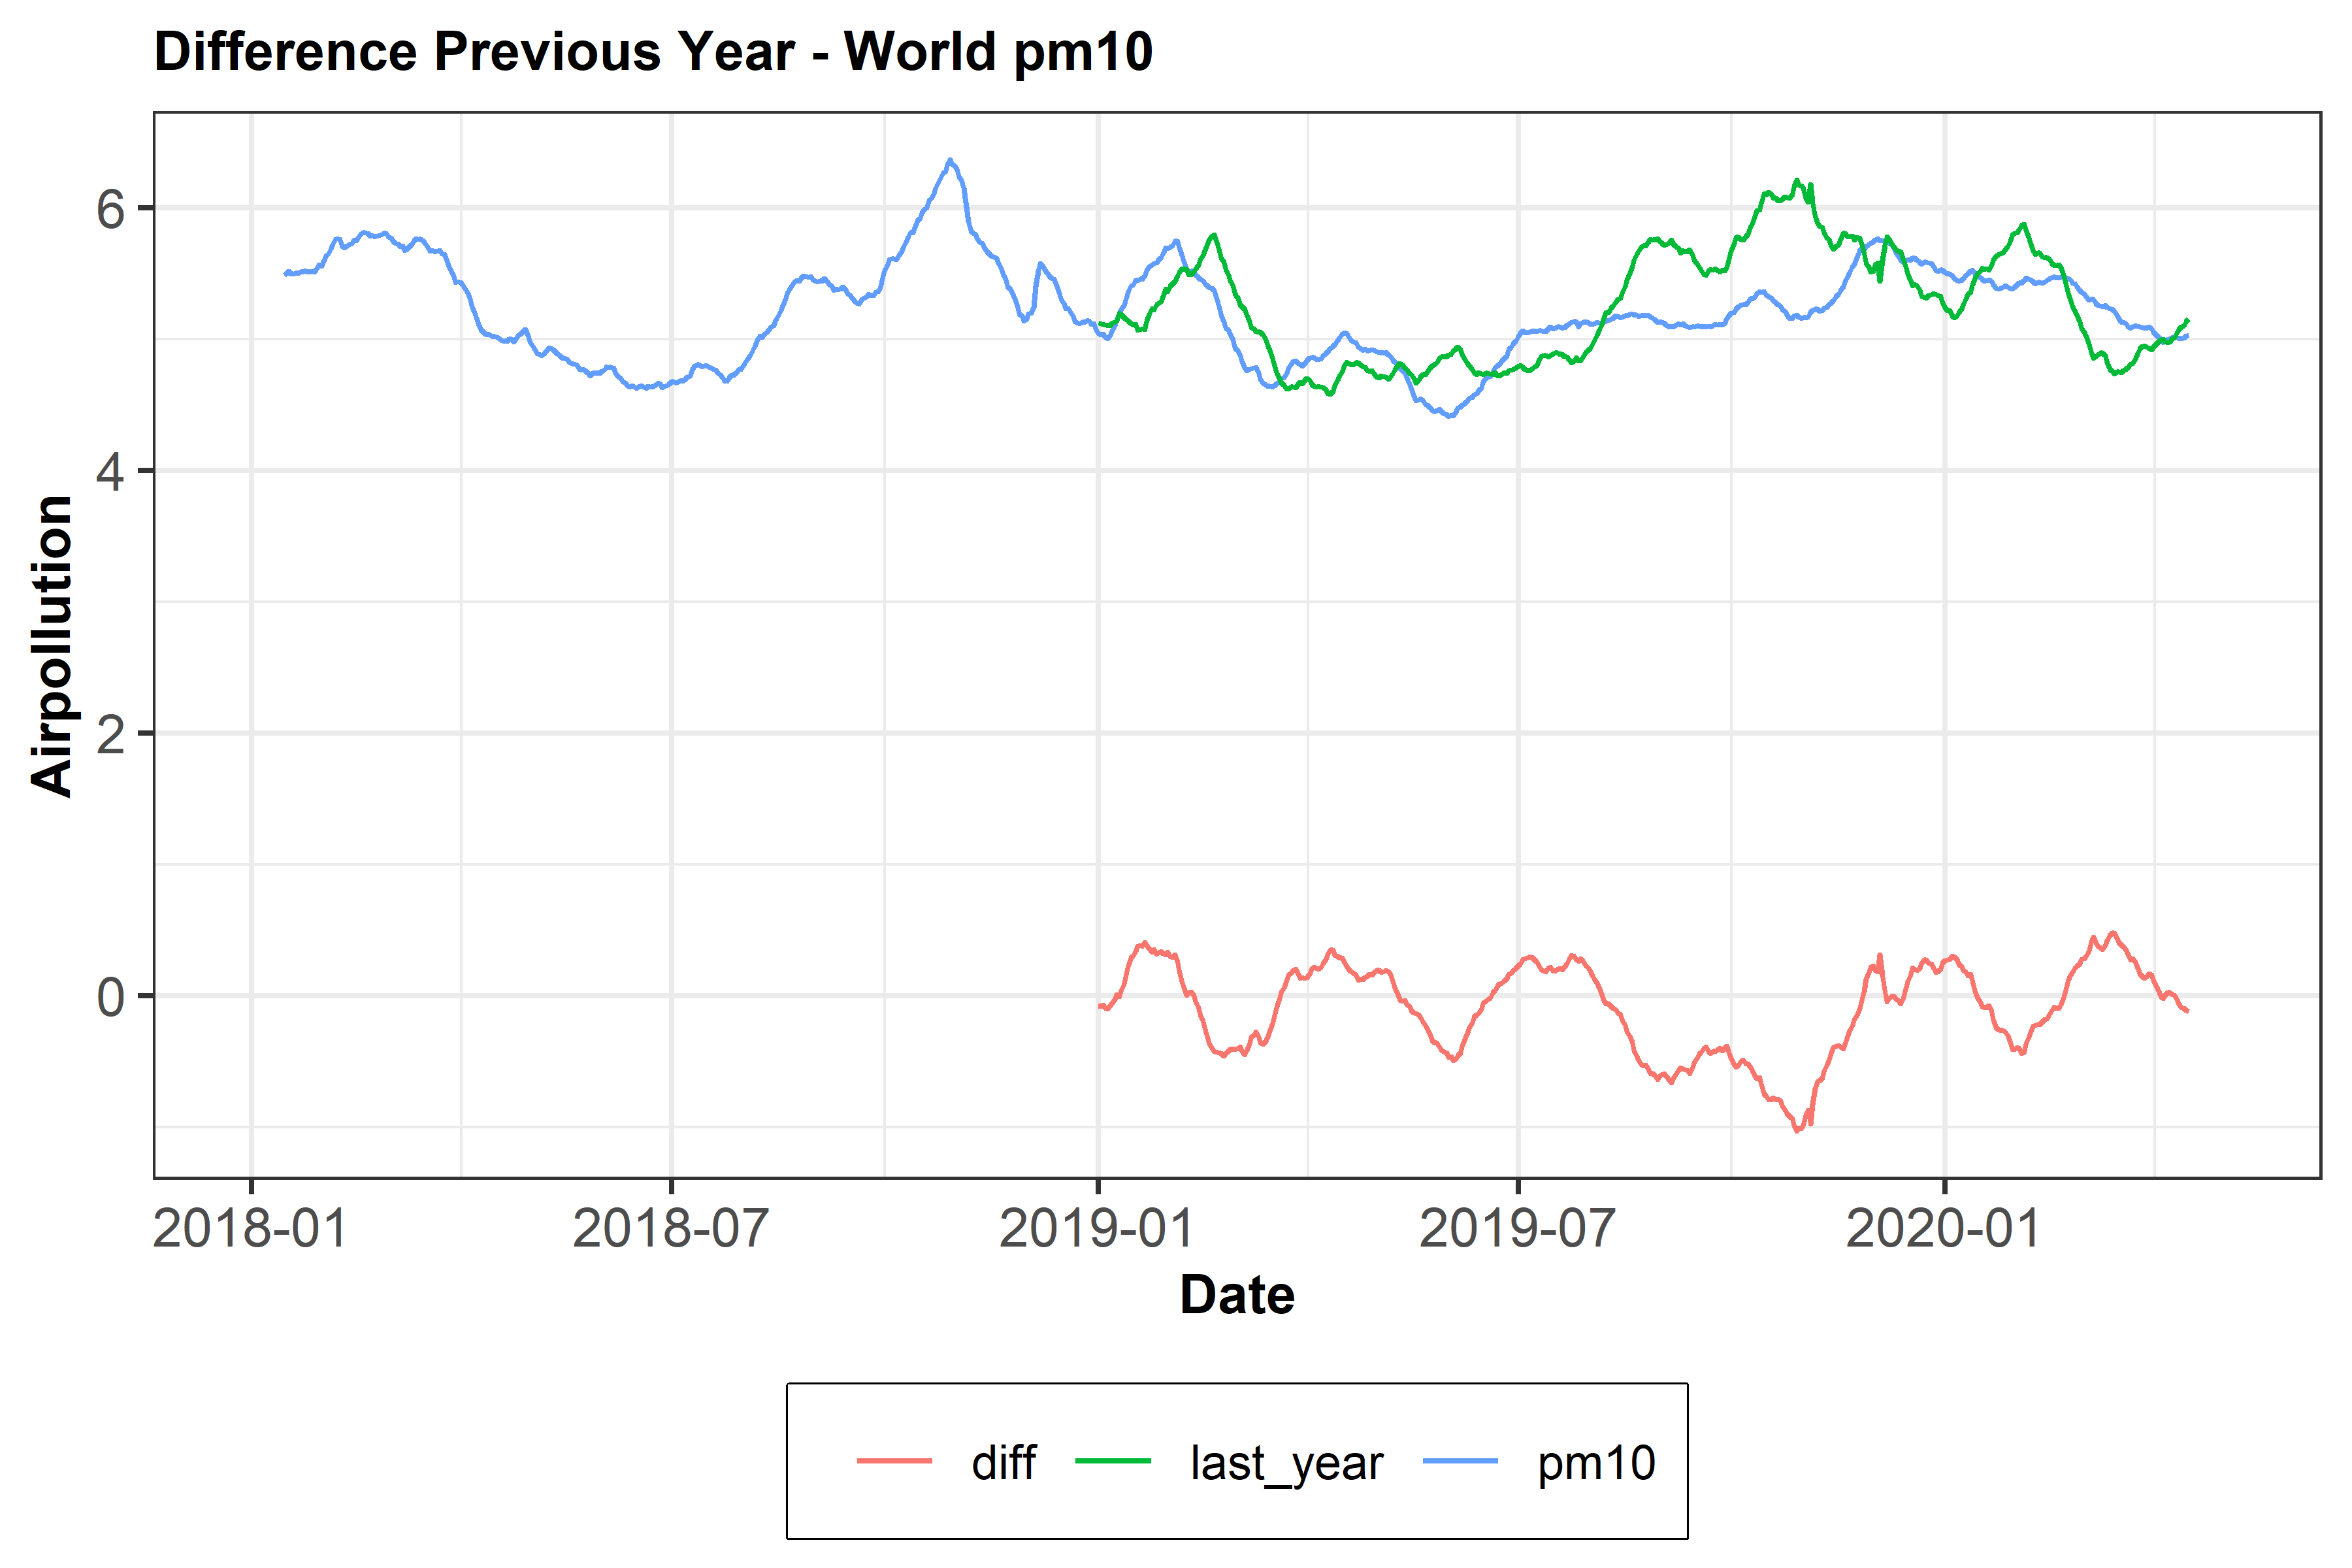 Difference Previous Year - World pm10
6
4
2
0
Airpollution
2018-01 2018-07 2019-01 2019-07 2020-01
Date
diff last_year pm10